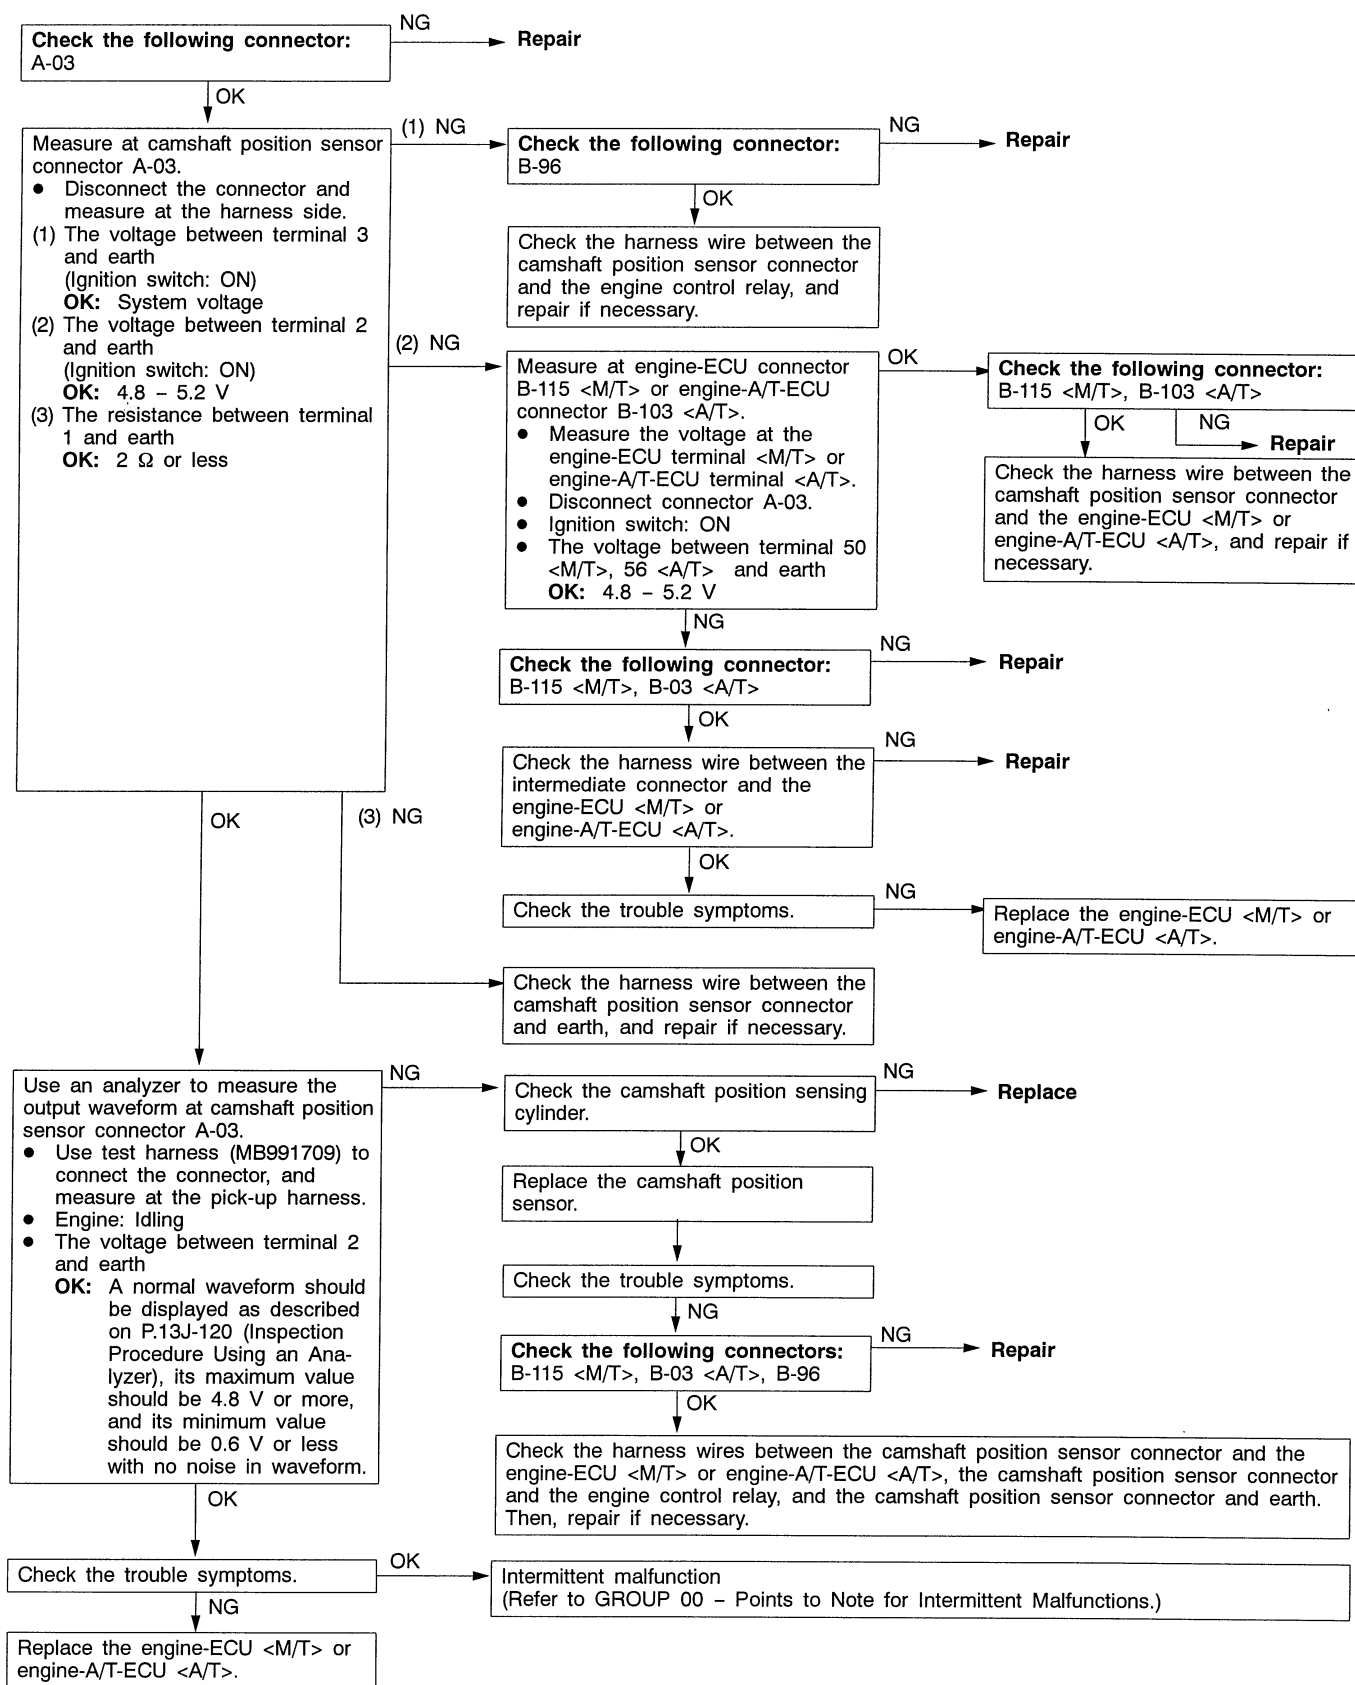 Check the following connector:
A-03
NG
Repair
OK
Measure at camshaft position sensor
connector A-03.
● Disconnect the connector and
measure at the harness side.
(1) The voltage between terminal 3
and earth
(Ignition switch: ON)
OK: System voltage
(2) The voltage between terminal 2
and earth
(Ignition switch: ON)
OK: 4.8 – 5.2 V
(3) The resistance between terminal
1 and earth
OK: 2 Ω or less
(1) NG
Check the following connector:
B-96
NG
Repair
OK
Check the harness wire between the
camshaft position sensor connector
and the engine control relay, and
repair if necessary.
(2) NG
Measure at engine-ECU connector
B-115 <M/T> or engine-A/T-ECU
connector B-103 <A/T>.
● Measure the voltage at the
engine-ECU terminal <M/T> or
engine-A/T-ECU terminal <A/T>.
● Disconnect connector A-03.
● Ignition switch: ON
● The voltage between terminal 50
<M/T>, 56 <A/T> and earth
OK: 4.8 – 5.2 V
OK
Check the following connector:
B-115 <M/T>, B-103 <A/T>
OK
NG
Repair
Check the harness wire between the
camshaft position sensor connector
and the engine-ECU <M/T> or
engine-A/T-ECU <A/T>, and repair if
necessary.
NG
Check the following connector:
B-115 <M/T>, B-03 <A/T>
NG
Repair
OK
Check the harness wire between the
intermediate connector and the
engine-ECU <M/T> or
engine-A/T-ECU <A/T>.
NG
Repair
OK
Check the trouble symptoms.
NG
Replace the engine-ECU <M/T> or
engine-A/T-ECU <A/T>.
OK
(3) NG
Check the harness wire between the
camshaft position sensor connector
and earth, and repair if necessary.
Use an analyzer to measure the
output waveform at camshaft position
sensor connector A-03.
● Use test harness (MB991709) to
connect the connector, and
measure at the pick-up harness.
● Engine: Idling
● The voltage between terminal 2
and earth
OK: A normal waveform should
be displayed as described
on P.13J-120 (Inspection
Procedure Using an Ana-
lyzer), its maximum value
should be 4.8 V or more,
and its minimum value
should be 0.6 V or less
with no noise in waveform.
NG
Check the camshaft position sensing
cylinder.
NG
Replace
OK
Replace the camshaft position
sensor.
Check the trouble symptoms.
NG
Check the following connectors:
B-115 <M/T>, B-03 <A/T>, B-96
NG
Repair
OK
Check the harness wires between the camshaft position sensor connector and the
engine-ECU <M/T> or engine-A/T-ECU <A/T>, the camshaft position sensor connector
and the engine control relay, and the camshaft position sensor connector and earth.
Then, repair if necessary.
OK
Check the trouble symptoms.
OK
Intermittent malfunction
(Refer to GROUP 00 – Points to Note for Intermittent Malfunctions.)
NG
Replace the engine-ECU <M/T> or
engine-A/T-ECU <A/T>.